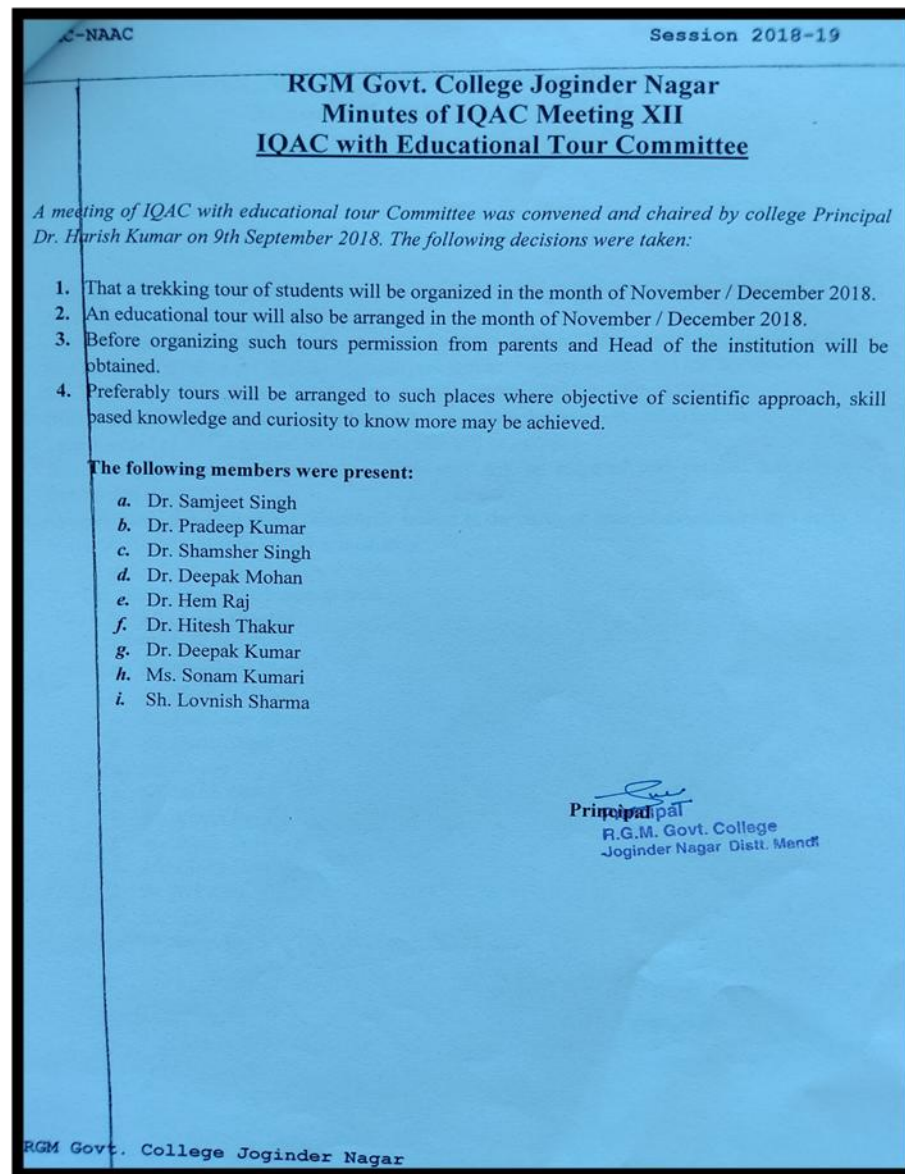 C-NAAC Session 2018-19
RGM Govt. College Joginder Nagar
Minutes of IQAC Meeting XII
IQAC with Educational Tour Committee
A meeting of IQAC with educational tour Committee was convened and chaired by college Principal
Dr. Harish Kumar on 9th September 2018. The following decisions were taken:
1. That a trekking tour of students will be organized in the month of November / December 2018.
2. An educational tour will also be arranged in the month of November / December 2018.
3. Before organizing such tours permission from parents and Head of the institution will be
obtained.
4. Preferably tours will be arranged to such places where objective of scientific approach, skill
based knowledge and curiosity to know more may be achieved.
The following members were present:
a. Dr. Samjeet Singh
b. Dr. Pradeep Kumar
c. Dr. Shamsher Singh
d. Dr. Deepak Mohan
e. Dr. Hem Raj
f. Dr. Hitesh Thakur
g. Dr. Deepak Kumar
h. Ms. Sonam Kumari
i. Sh. Lovnish Sharma
Principal
Principal
R.G.M. Govt. College
Joginder Nagar Distt. Mandi
RGM Govt. College Joginder Nagar